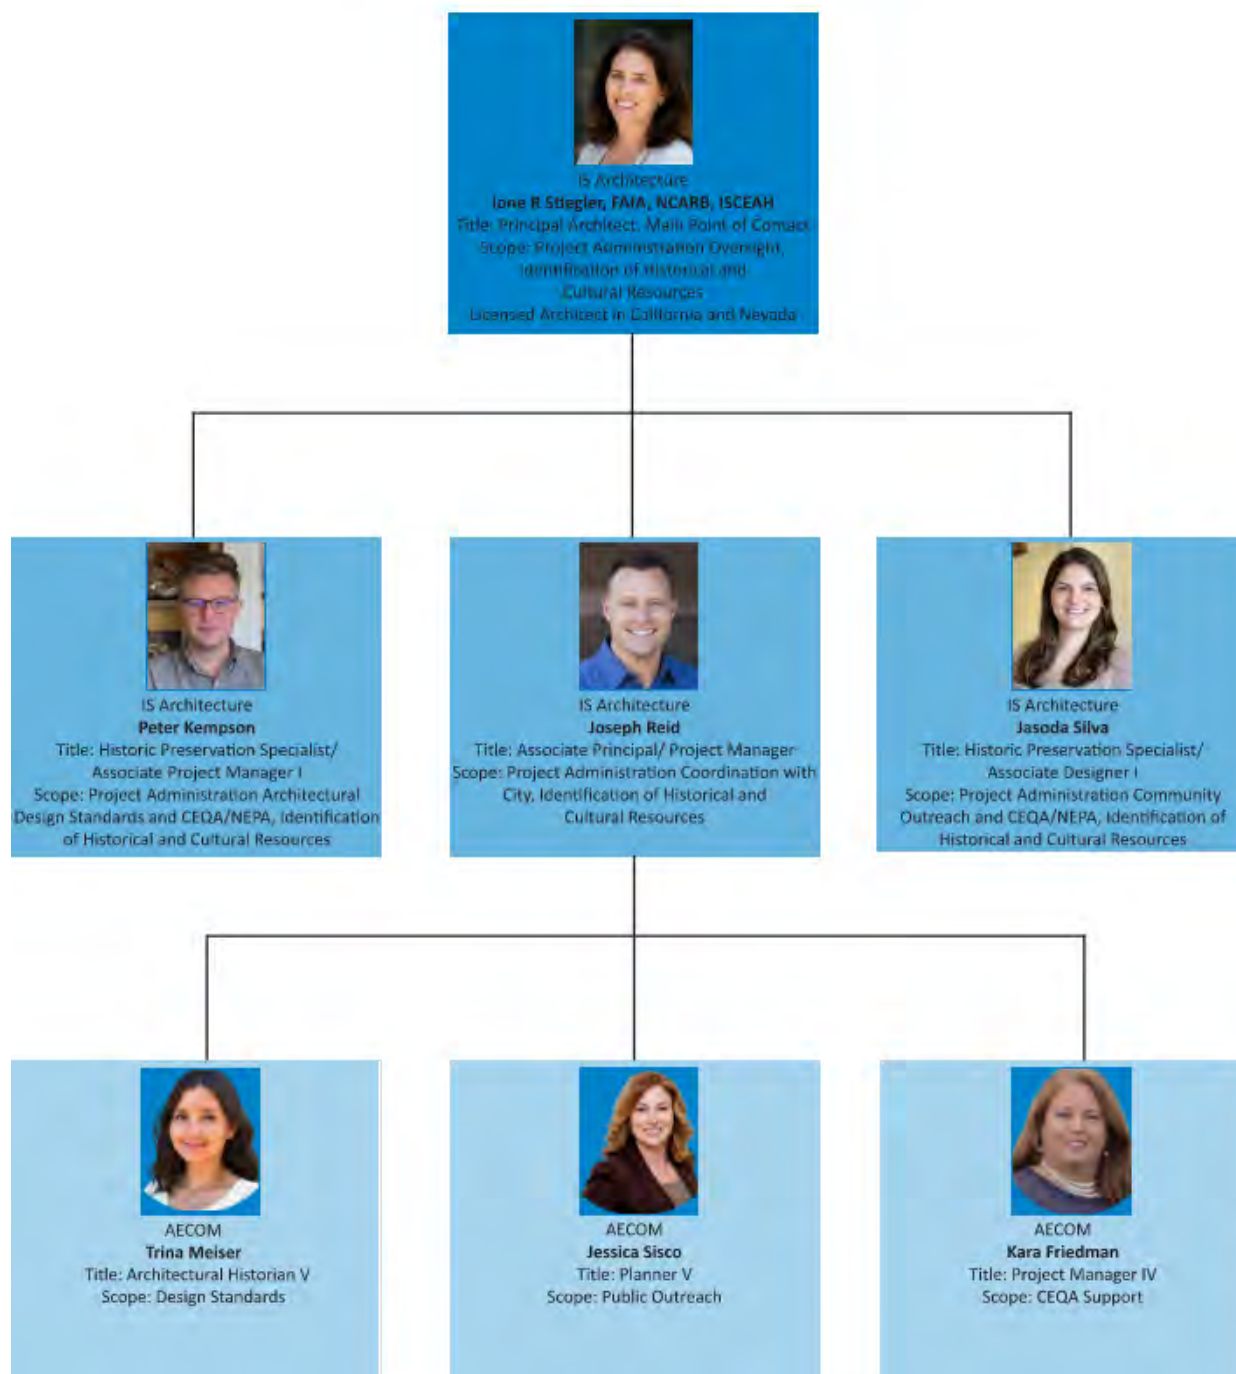 IS Architecture
Ione R Stiegler, FAIA, NCARB, ISCEAH
Title: Principal Architect, Main Point of Contact
Scope: Project Administration Oversight,
Identification of Historical and
Cultural Resources
Licensed Architect in California and Nevada
IS Architecture
Peter Kempson
Title: Historic Preservation Specialist/
Associate Project Manager I
Scope: Project Administration Architectural
Design Standards and CEQA/NEPA, Identification
of Historical and Cultural Resources
IS Architecture
Joseph Reid
Title: Associate Principal/ Project Manager
Scope: Project Administration Coordination with
City, Identification of Historical and
Cultural Resources
IS Architecture
Jasoda Silva
Title: Historic Preservation Specialist/
Associate Designer I
Scope: Project Administration Community
Outreach and CEQA/NEPA, Identification of
Historical and Cultural Resources
AECOM
Trina Meiser
Title: Architectural Historian V
Scope: Design Standards
AECOM
Jessica Sisco
Title: Planner V
Scope: Public Outreach
AECOM
Kara Friedman
Title: Project Manager IV
Scope: CEQA Support